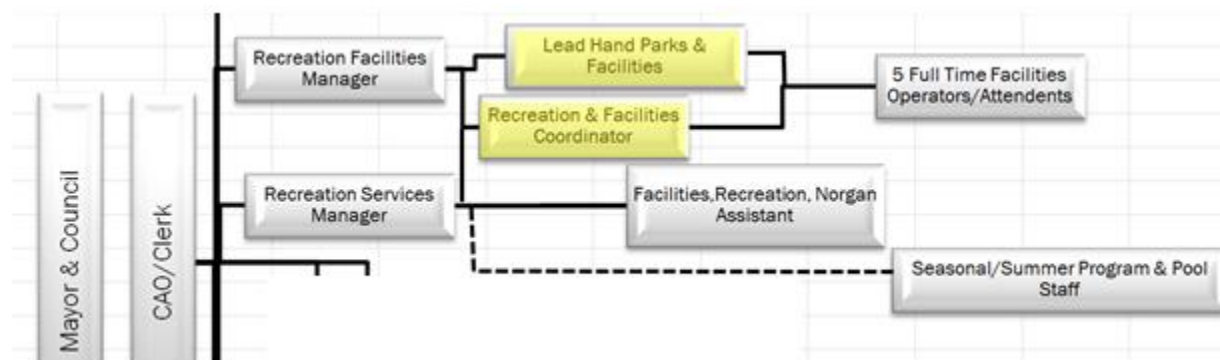 Mayor & Council
CAO/Clerk
Recreation Facilities
Manager
Lead Hand Parks &
Facilities
Recreation & Facilities
Coordinator
5 Full Time Facilities
Operators/Attendents
Recreation Services
Manager
Facilities,Recreation, Norgan
Assistant
Seasonal/Summer Program & Pool
Staff